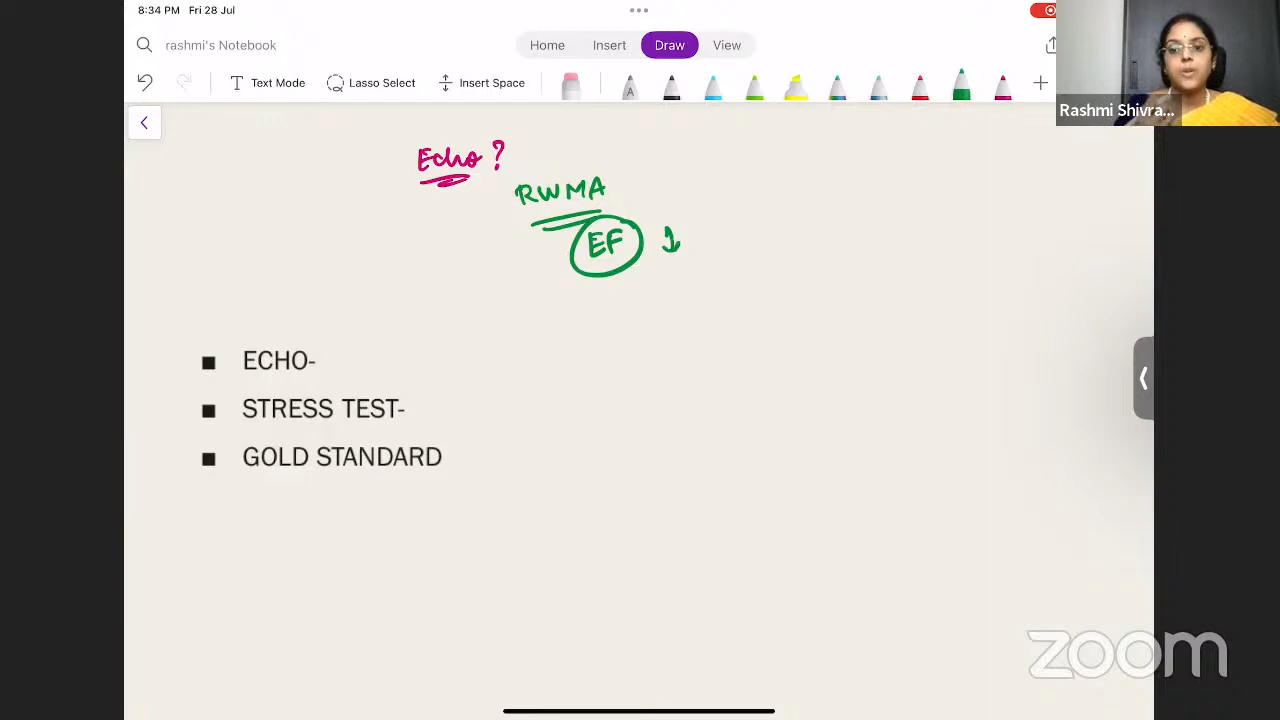 8:34 PM Fri 28 Jul
rashmi's Notebook
Home Insert Draw View
Text Mode Lasso Select Insert Space
A
Rashmi Shivra...
Echo ?
RWMA
EF ↓
■ ECHO-
■ STRESS TEST-
■ GOLD STANDARD
zoom